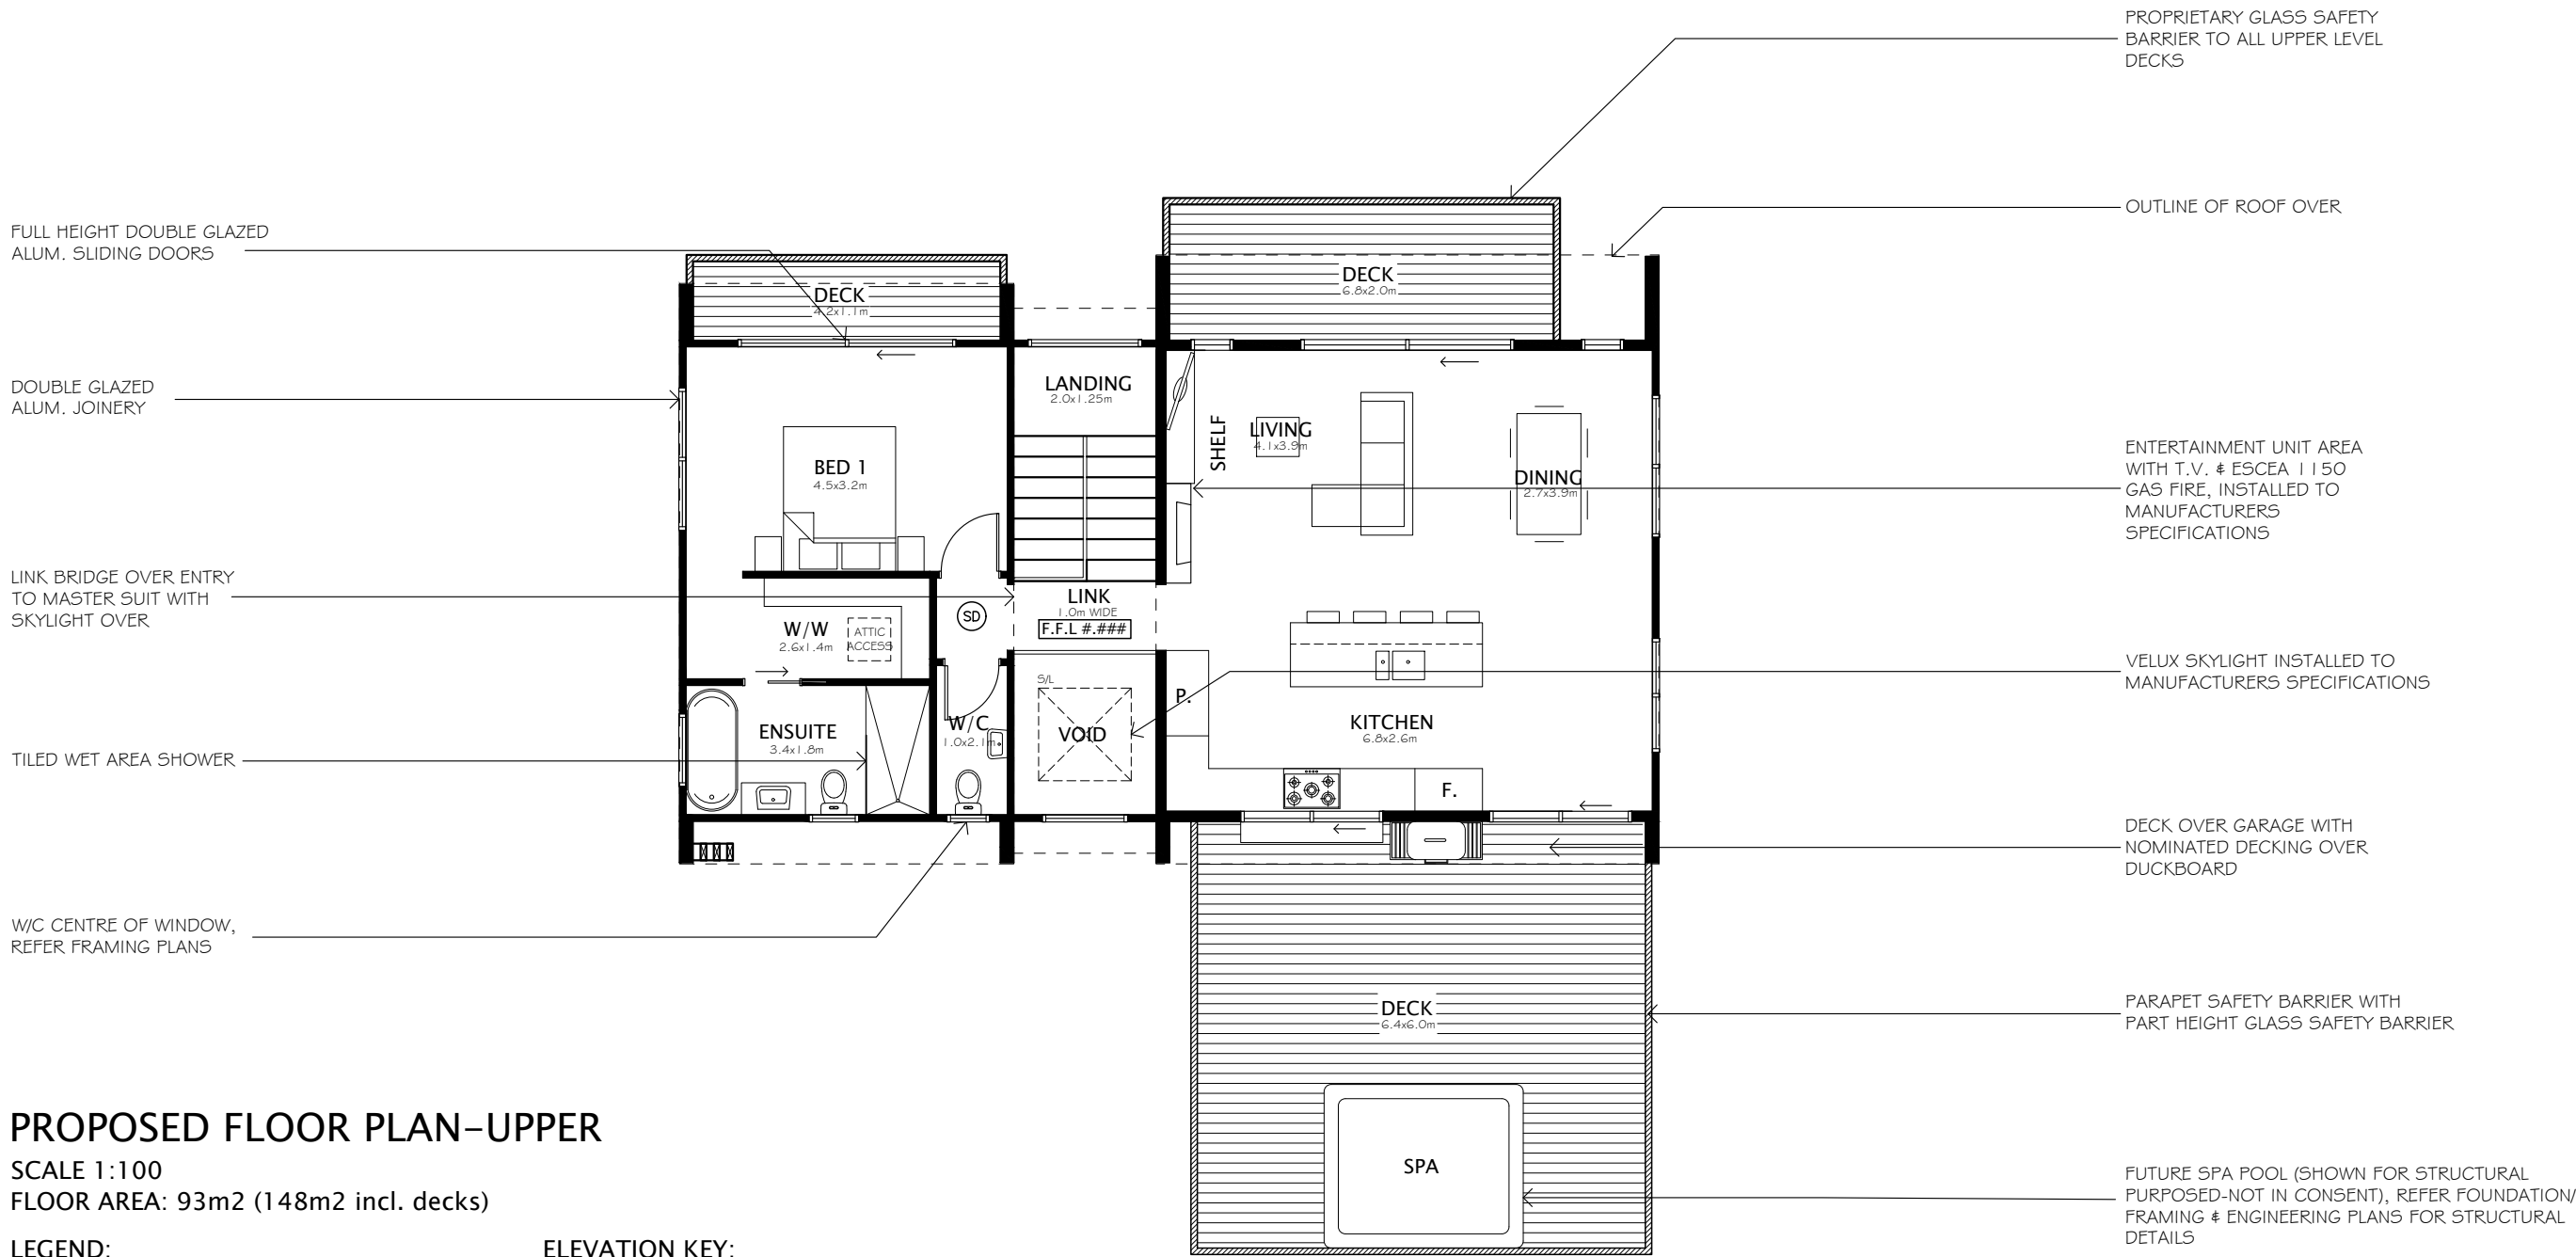 PROPRIETARY GLASS SAFETY
BARRIER TO ALL UPPER LEVEL
DECKS
OUTLINE OF ROOF OVER
FULL HEIGHT DOUBLE GLAZED
ALUM. SLIDING DOORS
DOUBLE GLAZED
ALUM. JOINERY
LINK BRIDGE OVER ENTRY
TO MASTER SUIT WITH
SKYLIGHT OVER
TILED WET AREA SHOWER
W/C CENTRE OF WINDOW,
REFER FRAMING PLANS
DECK
4.2x1.1m
DECK
6.8x2.0m
LANDING
2.0x1.25m
BED 1
4.5x3.2m
SHELF
LIVING
4.1x3.9m
DINING
2.7x3.9m
LINK
1.0m WIDE
F.F.L #.###
SD
W/W
2.6x1.4m
ATTIC
ACCESS
S/L
VOID
P.
ENSUITE
3.4x1.8m
W/C
1.0x2.1m
KITCHEN
6.8x2.6m
F.
DECK
6.4x6.0m
SPA
ENTERTAINMENT UNIT AREA
WITH T.V. & ESCEA 1150
GAS FIRE, INSTALLED TO
MANUFACTURERS
SPECIFICATIONS
VELUX SKYLIGHT INSTALLED TO
MANUFACTURERS SPECIFICATIONS
DECK OVER GARAGE WITH
NOMINATED DECKING OVER
DUCKBOARD
PARAPET SAFETY BARRIER WITH
PART HEIGHT GLASS SAFETY BARRIER
FUTURE SPA POOL (SHOWN FOR STRUCTURAL
PURPOSED-NOT IN CONSENT), REFER FOUNDATION/
FRAMING & ENGINEERING PLANS FOR STRUCTURAL
DETAILS
PROPOSED FLOOR PLAN-UPPER
SCALE 1:100
FLOOR AREA: 93m2 (148m2 incl. decks)
LEGEND:
ELEVATION KEY: